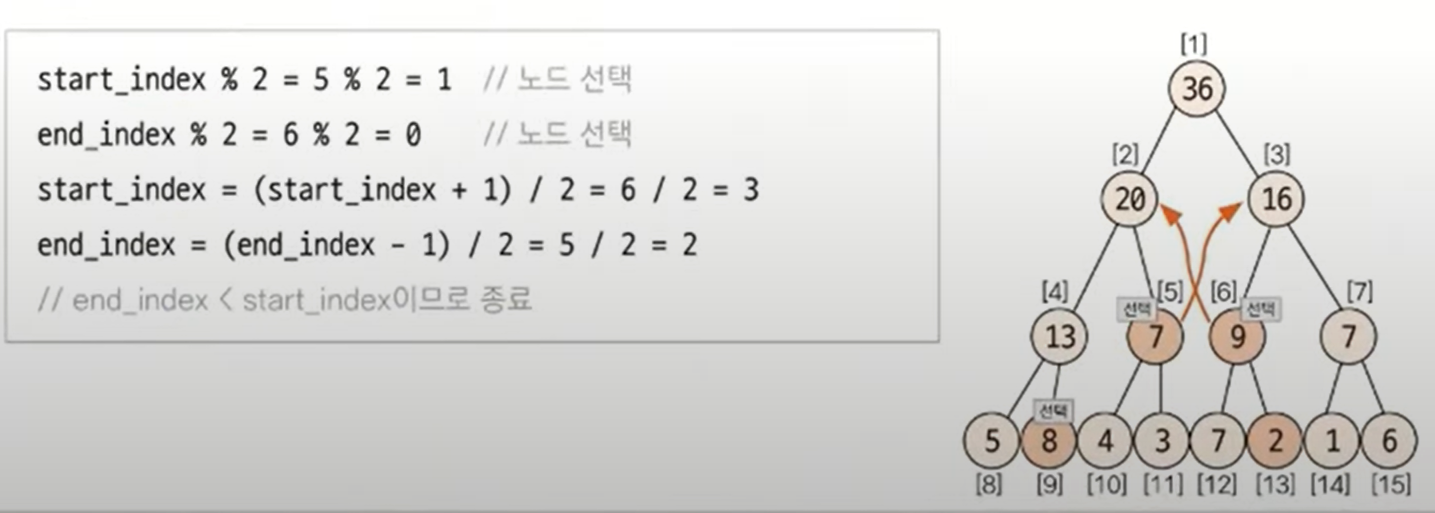 start_index % 2 = 5 % 2 = 1 // 노드 선택
end_index % 2 = 6 % 2 = 0 // 노드 선택
start_index = (start_index + 1) / 2 = 6 / 2 = 3
end_index = (end_index - 1) / 2 = 5 / 2 = 2
// end_index < start_index이므로 종료
[1]
36
[2] [3]
20 16
[4] [5] [6] [7]
선택 선택
13 7 9 7
선택
5 8 4 3 7 2 1 6
[8] [9] [10] [11] [12] [13] [14] [15]